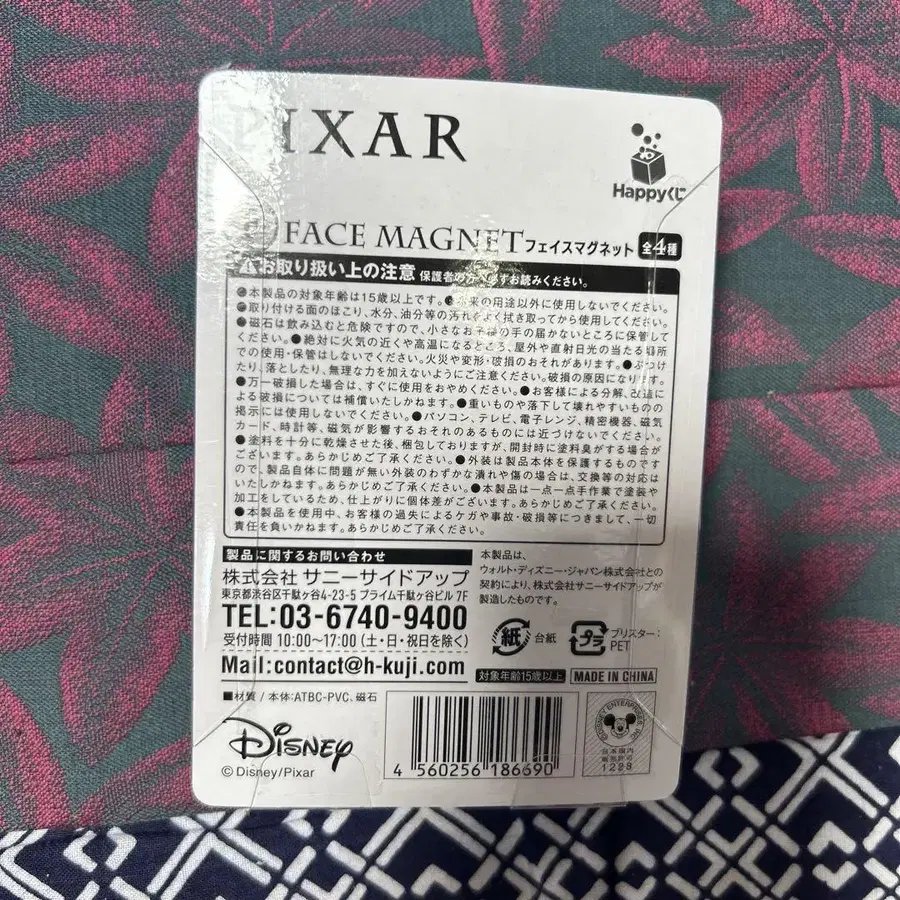 PIXAR
Happyくじ
FACE MAGNET フェイスマグネット 全4種
お取り扱い上の注意 保護者の方へ必ずお読みください。
●本製品の対象年齢は15歳以上です。●本来の用途以外に使用しないでください。
●取り付ける面のほこり、水分、油分等の汚れをよく拭き取ってから使用してください。
●磁石は飲み込むと危険ですので、小さなお子様の手の届かないところに保管して
ください。●絶対に火気の近くや高温になるところ、屋外や直射日光の当たる場所
での使用・保管はしないでください。火災や変形・破損のおそれがあります。●ぶつけ
たり、落としたり、無理な力を加えないようにご注意ください。破損の原因になります。
●万一破損した場合は、すぐに使用をおやめください。●お客様による分解、改造に
よる破損については補償いたしかねます。●重いものや落下して壊れやすいものの
掲示には使用しないでください。●パソコン、テレビ、電子レンジ、精密機器、磁気
カード、時計等、磁気が影響するおそれのあるものには近づけないでください。
●塗料を十分に乾燥させた後、梱包しておりますが、開封時に塗料臭がする場合が
ございます。あらかじめご了承ください。●外装は製品本体を保護するものですの
で、製品自体に問題が無い外装のわずかな潰れや傷の場合は、交換等の対応は
いたしかねます。あらかじめご了承ください。●本製品は一点一点手作業で塗装や
加工をしているため、仕上がりに個体差がございます。あらかじめご了承ください。
●本製品を使用中、お客様の過失によるケガや事故・破損等につきまして、一切
責任を負いかねます。あらかじめご了承ください。
製品に関するお問い合わせ
株式会社 サニーサイドアップ
東京都渋谷区千駄ヶ谷4-23-5 プライム千駄ヶ谷ビル 7F
TEL:03-6740-9400
受付時間 10:00〜17:00(土・日・祝日を除く)
Mail:contact@h-kuji.com
本製品は、
ウォルト・ディズニー・ジャパン株式会社との
契約により、株式会社サニーサイドアップが
製造したものです。
紙 台紙
プラ ブリスター:
PET
対象年齢15歳以上 MADE IN CHINA
■材質 / 本体:ATBC-PVC、磁石
Disney
©Disney/Pixar
4 560256 186690
©DISNEY ENTERPRISES INC.
日本国内
1228